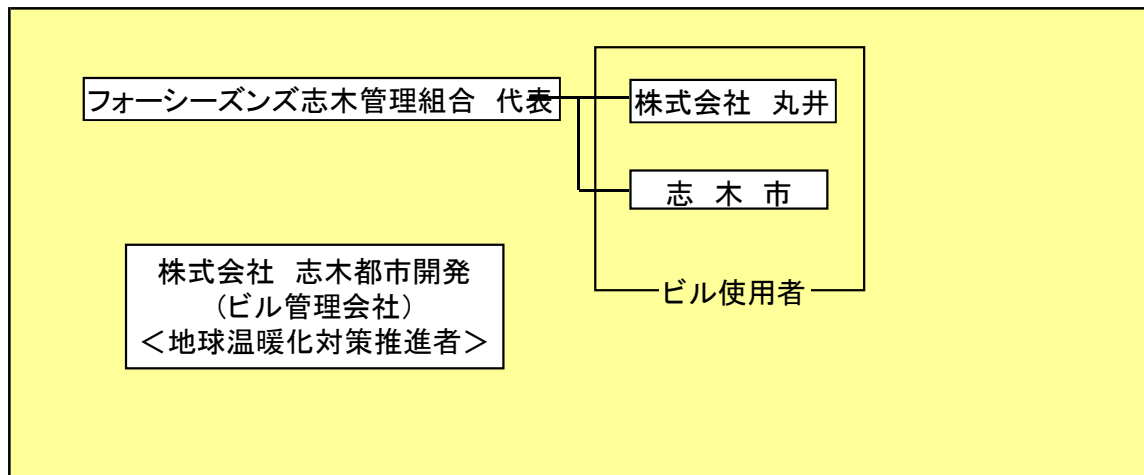 フォーシーズンズ志木管理組合　代表
株式会社　丸井
志　木　市
株式会社　志木都市開発
(ビル管理会社)
＜地球温暖化対策推進者＞
ビル使用者